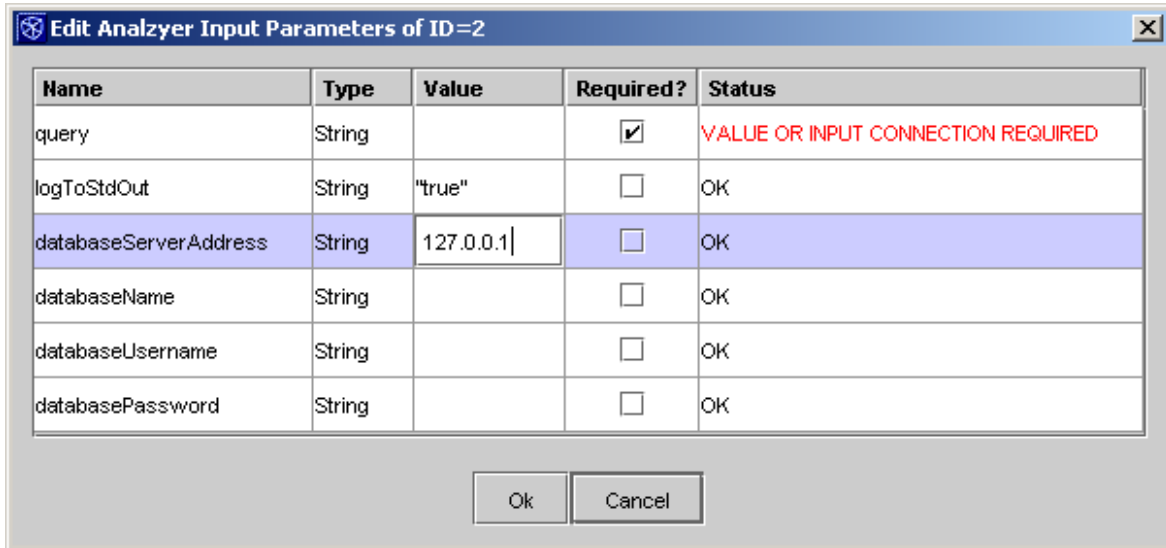 Edit Analzyer Input Parameters of ID=2
Name Type Value Required? Status
query String VALUE OR INPUT CONNECTION REQUIRED
logToStdOut String "true" OK
databaseServerAddress String 127.0.0.1 OK
databaseName String OK
databaseUsername String OK
databasePassword String OK
Ok Cancel